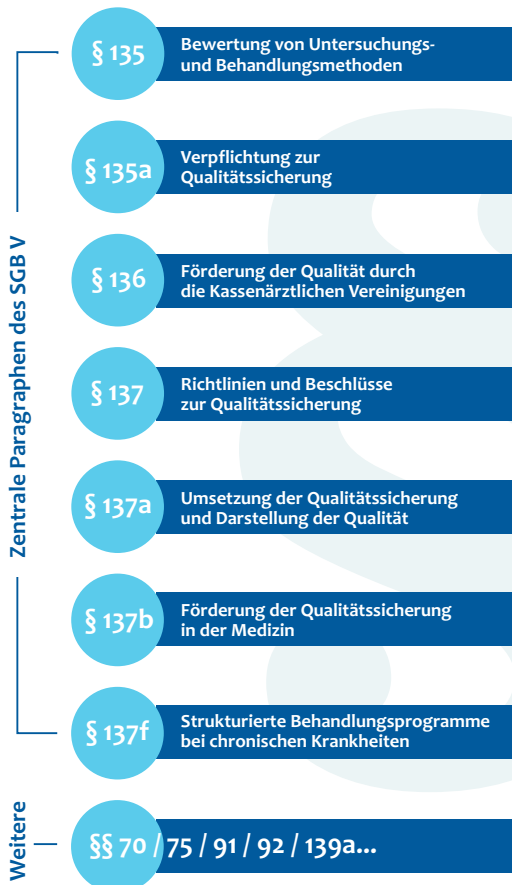 Zentrale Paragraphen des SGB V
§ 135
Bewertung von Untersuchungs-
und Behandlungsmethoden
§ 135a
Verpflichtung zur
Qualitätssicherung
§ 136
Förderung der Qualität durch
die Kassenärztlichen Vereinigungen
§ 137
Richtlinien und Beschlüsse
zur Qualitätssicherung
§ 137a
Umsetzung der Qualitätssicherung
und Darstellung der Qualität
§ 137b
Förderung der Qualitätssicherung
in der Medizin
§ 137f
Strukturierte Behandlungsprogramme
bei chronischen Krankheiten
Weitere
§§ 70 / 75 / 91 / 92 / 139a...